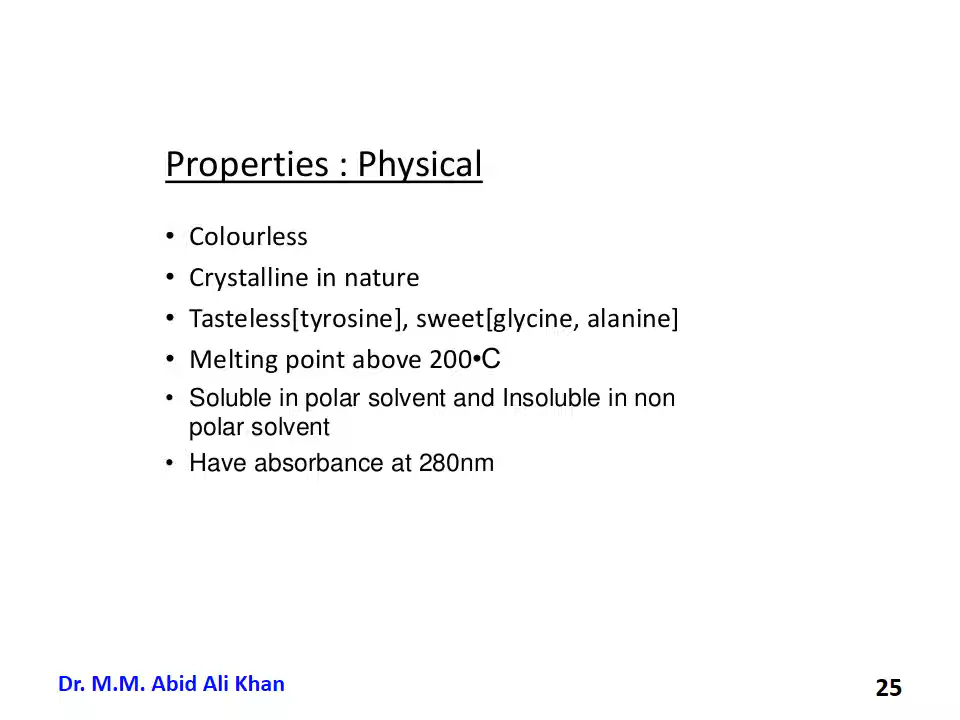 Properties : Physical
• Colourless
• Crystalline in nature
• Tasteless[tyrosine], sweet[glycine, alanine]
• Melting point above 200•C
• Soluble in polar solvent and Insoluble in non
polar solvent
• Have absorbance at 280nm
Dr. M.M. Abid Ali Khan
25